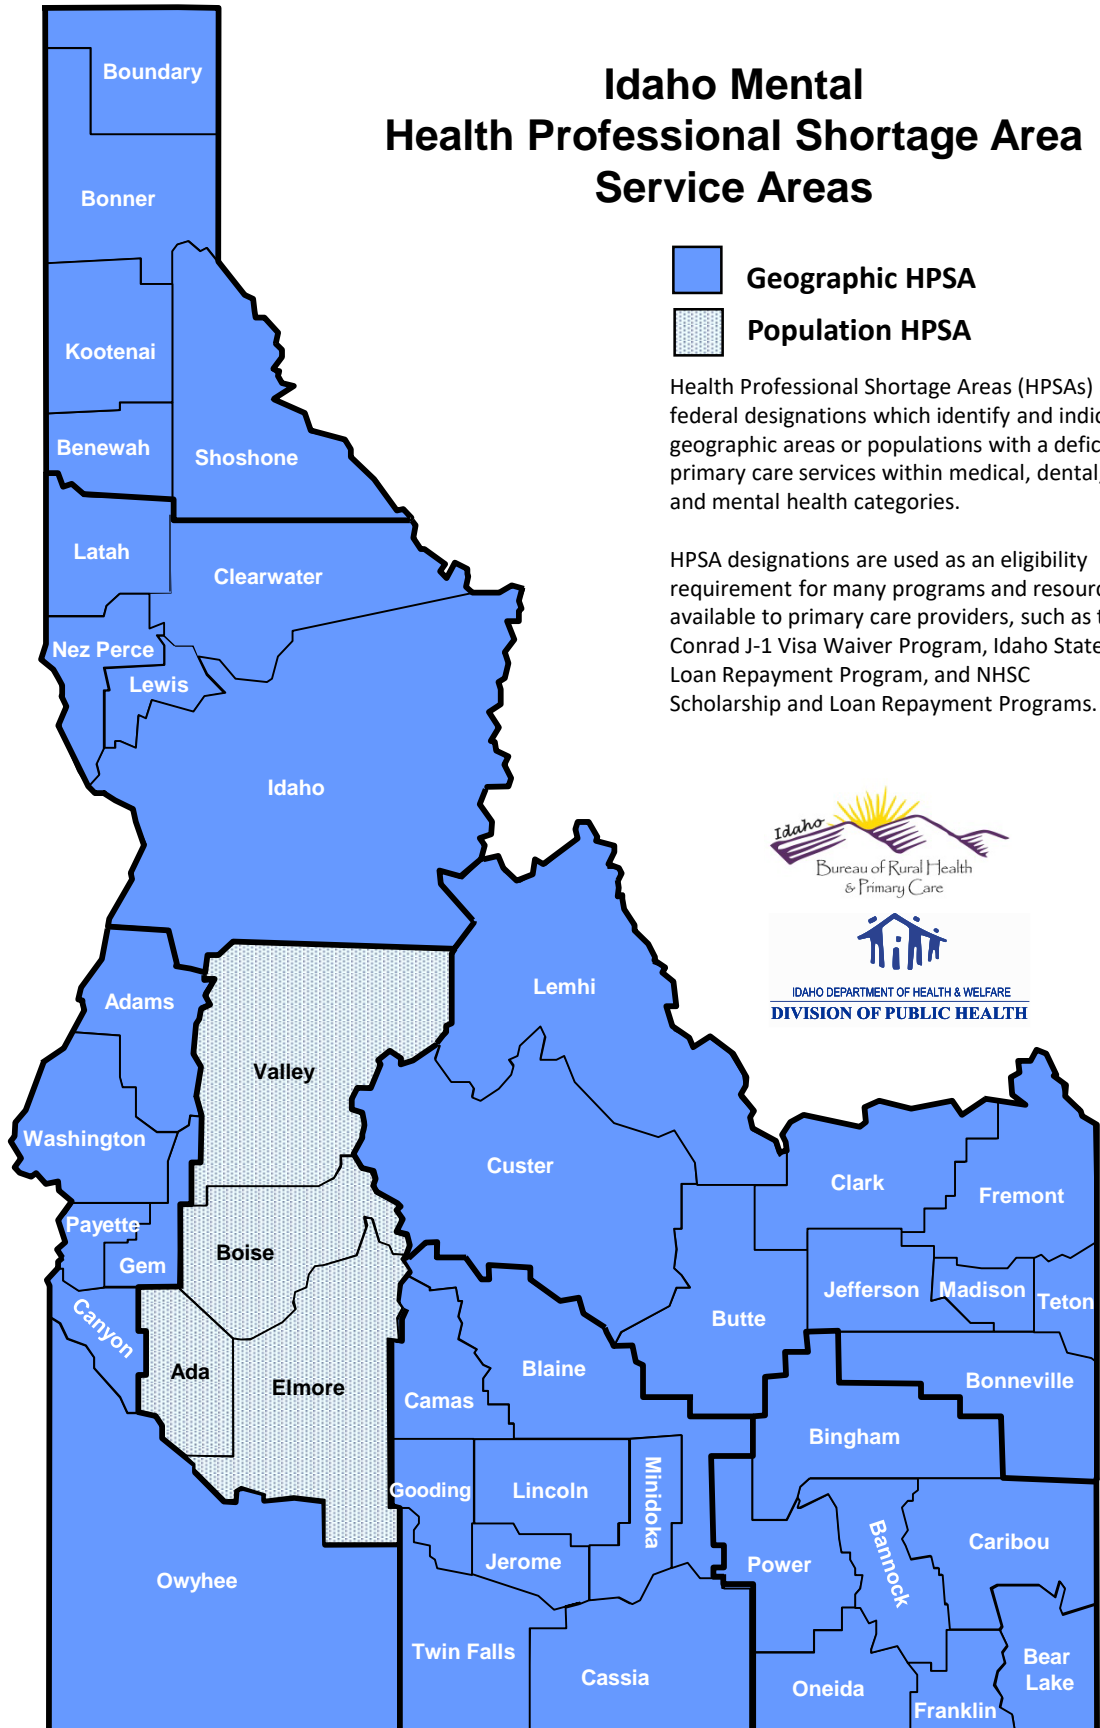 Idaho Mental
Health Professional Shortage Area
Service Areas
Geographic HPSA
Population HPSA
Health Professional Shortage Areas (HPSAs)
federal designations which identify and indic
geographic areas or populations with a defic
primary care services within medical, dental,
and mental health categories.
HPSA designations are used as an eligibility
requirement for many programs and resourc
available to primary care providers, such as t
Conrad J-1 Visa Waiver Program, Idaho State
Loan Repayment Program, and NHSC
Scholarship and Loan Repayment Programs.
Idaho
Bureau of Rural Health
& Primary Care
IDAHO DEPARTMENT OF HEALTH & WELFARE
DIVISION OF PUBLIC HEALTH
Boundary
Bonner
Kootenai
Benewah
Shoshone
Latah
Clearwater
Nez Perce
Lewis
Idaho
Lemhi
Adams
Valley
Washington
Custer
Clark
Fremont
Payette
Boise
Gem
Jefferson
Madison
Teton
Canyon
Butte
Ada
Elmore
Blaine
Camas
Bonneville
Bingham
Gooding
Lincoln
Minidoka
Jerome
Power
Bannock
Caribou
Owyhee
Twin Falls
Cassia
Oneida
Franklin
Bear
Lake